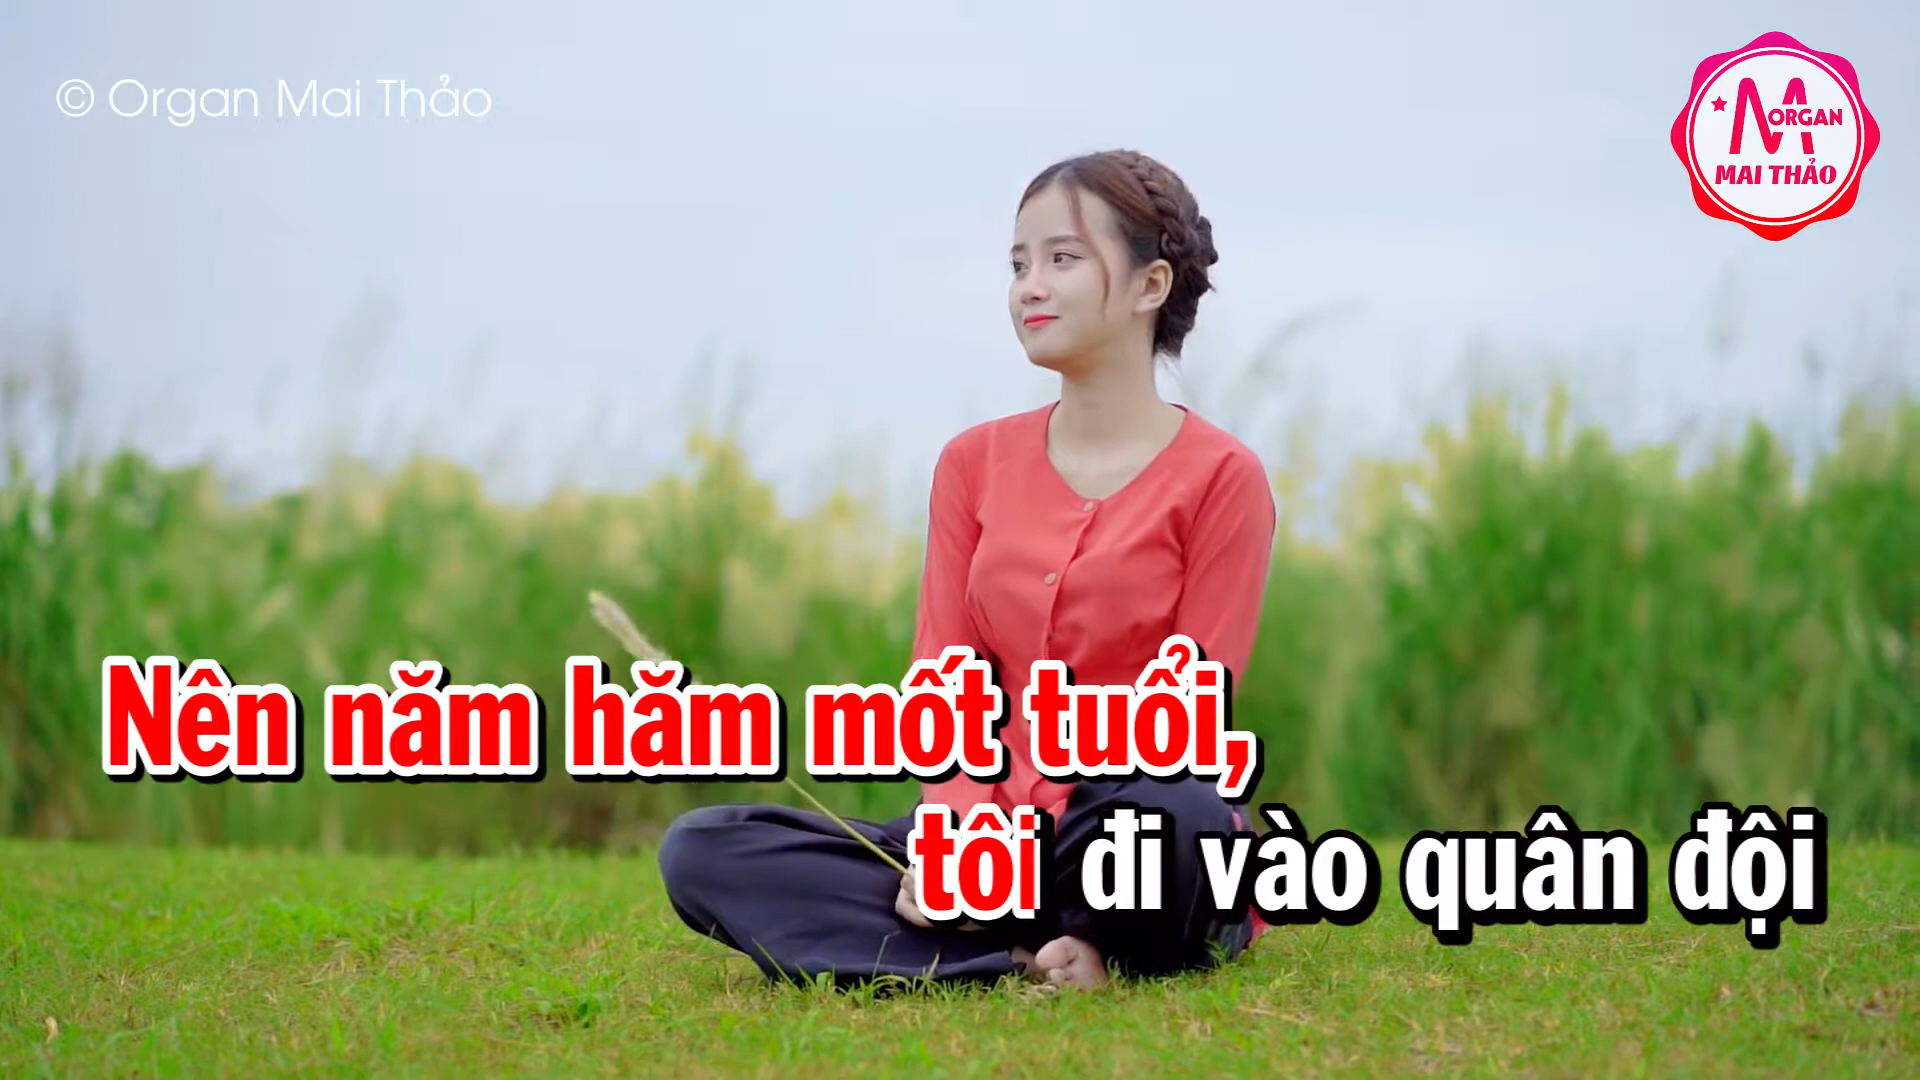 © Organ Mai Thảo
M ORGAN
MAI THẢO
Nên năm hăm mốt tuổi,
tôi đi vào quân đội